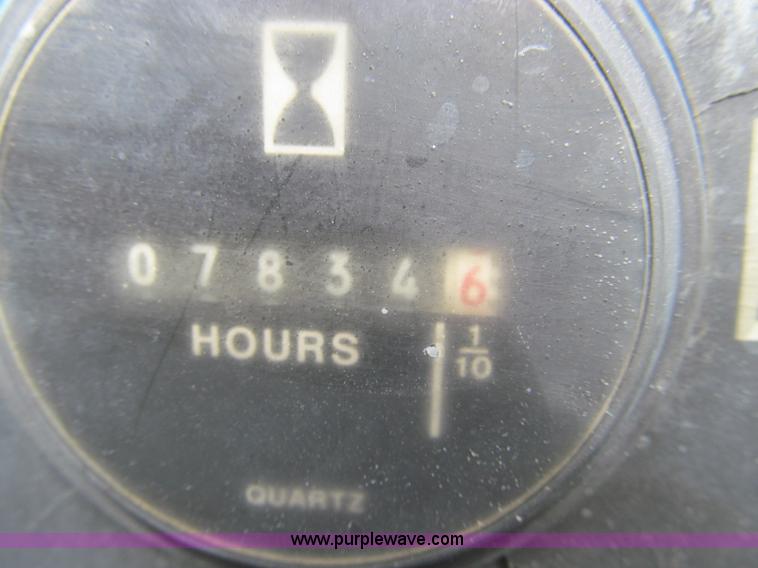 078346
HOURS 1/10
QUARTZ
www.purplewave.com